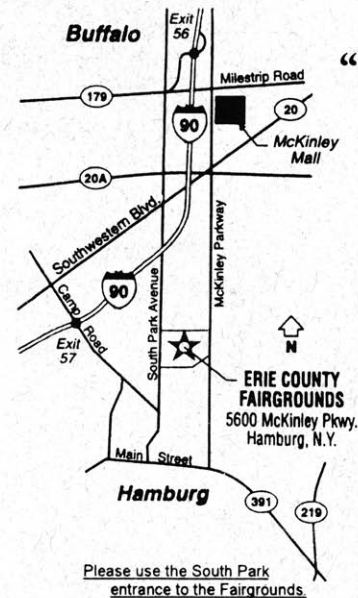 Buffalo
Exit
56
“
179
Milestrip Road
90
20
McKinley
Mall
20A
Southwestern Blvd.
McKinley Parkway
South Park Avenue
90
Camp Road
Exit
57
N
ERIE COUNTY
FAIRGROUNDS
5600 McKinley Pkwy.
Hamburg, N.Y.
Main Street
Hamburg
391
219
Please use the South Park
entrance to the Fairgrounds.